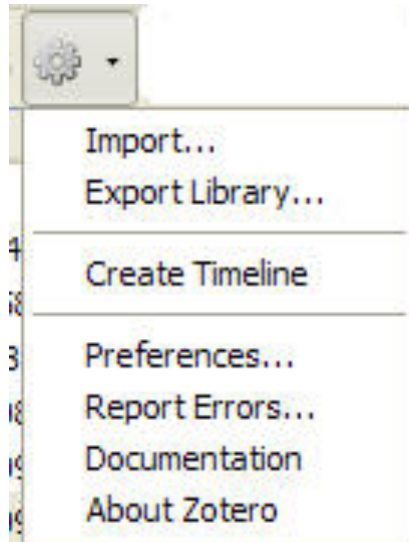 Import...
Export Library...
Create Timeline
Preferences...
Report Errors...
Documentation
About Zotero